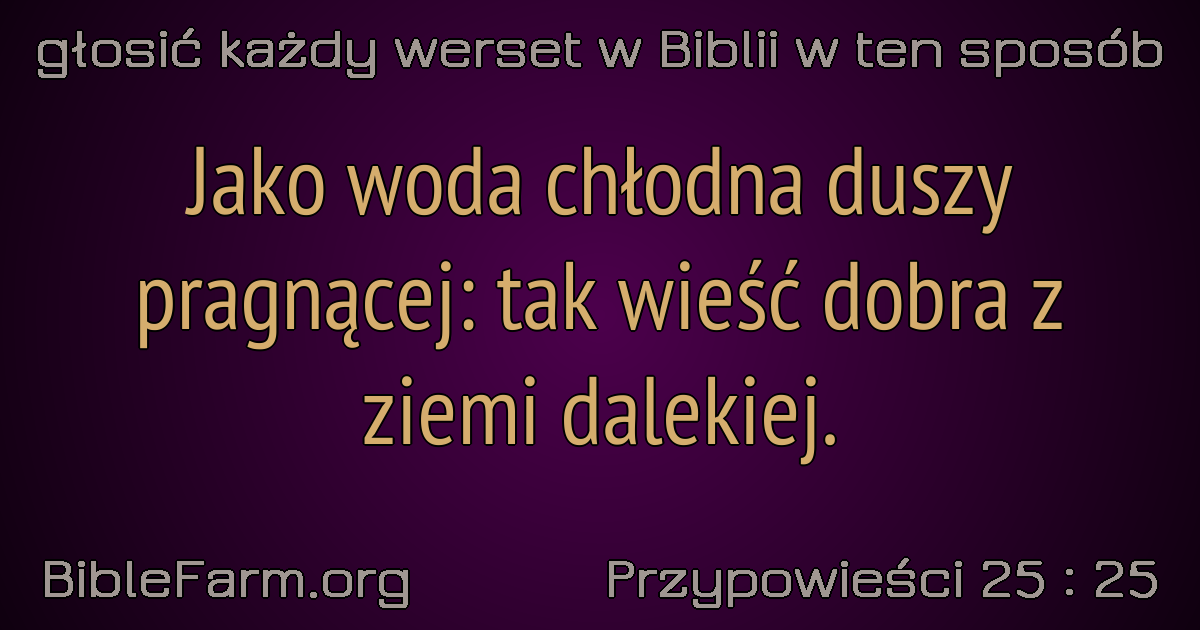 głosić każdy werset w Biblii w ten sposób
Jako woda chłodna duszy
pragnącej: tak wieść dobra z
ziemi dalekiej.
BibleFarm.org
Przypowieści 25 : 25